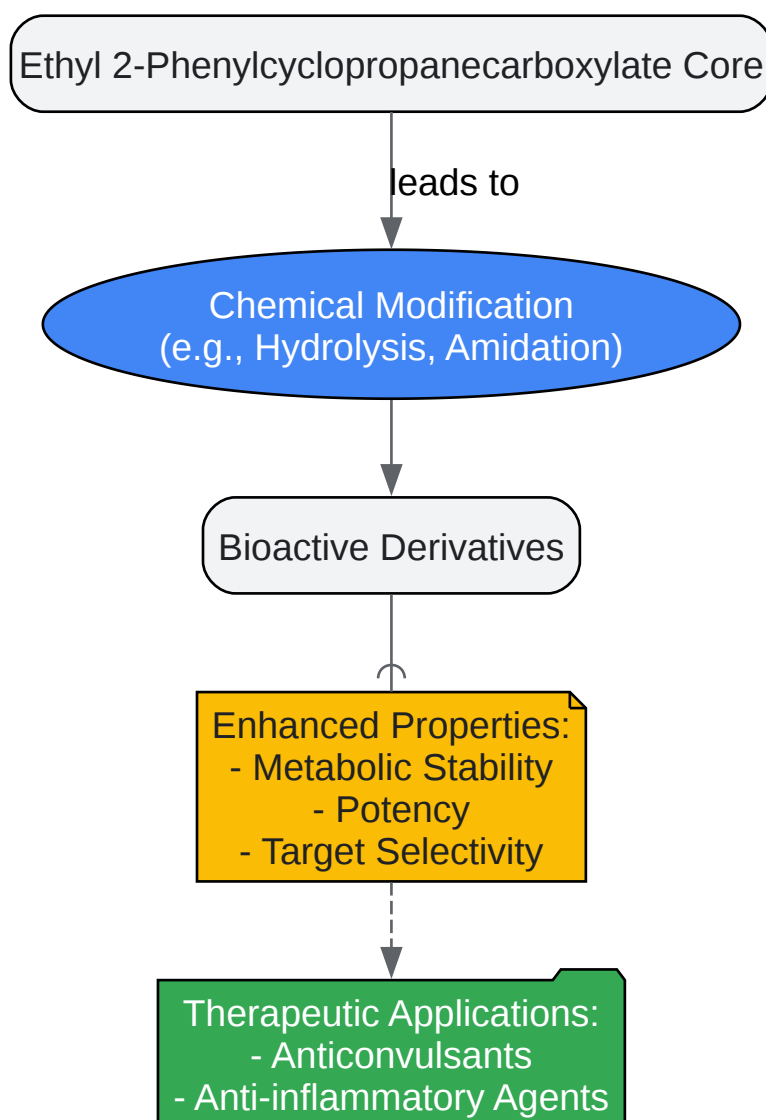 Ethyl 2-Phenylcyclopropanecarboxylate Core
leads to
Chemical Modification
(e.g., Hydrolysis, Amidation)
Bioactive Derivatives
Enhanced Properties:
- Metabolic Stability
- Potency
- Target Selectivity
Therapeutic Applications:
- Anticonvulsants
- Anti-inflammatory Agents